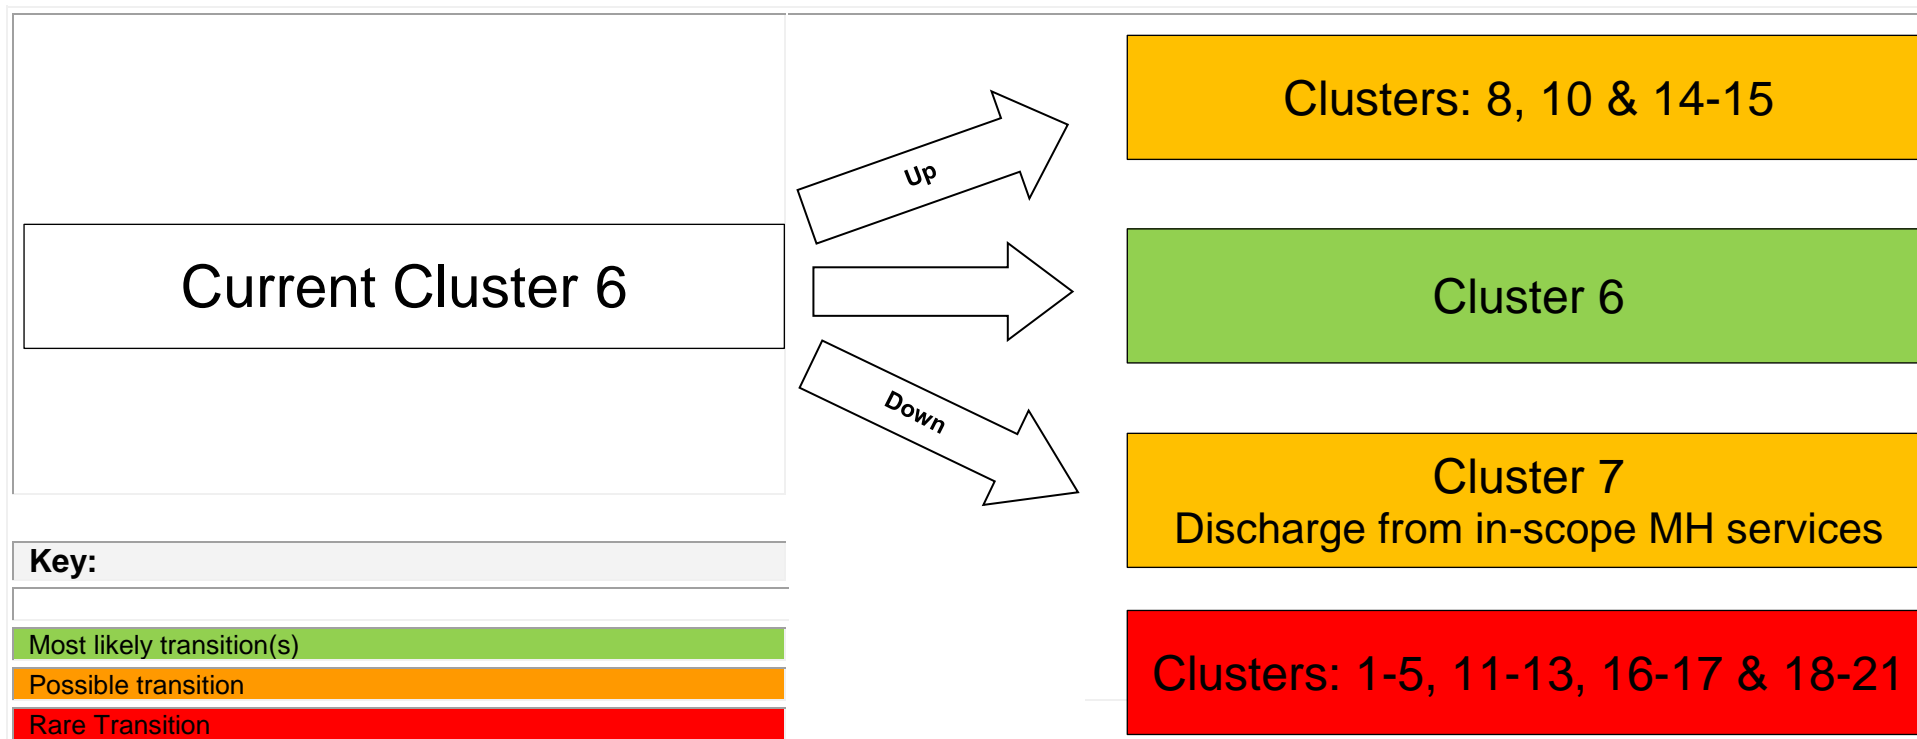 Current Cluster 6
Up
Down
Clusters: 8, 10 & 14-15
Cluster 6
Cluster 7
Discharge from in-scope MH services
Clusters: 1-5, 11-13, 16-17 & 18-21
Key:
Most likely transition(s)
Possible transition
Rare Transition